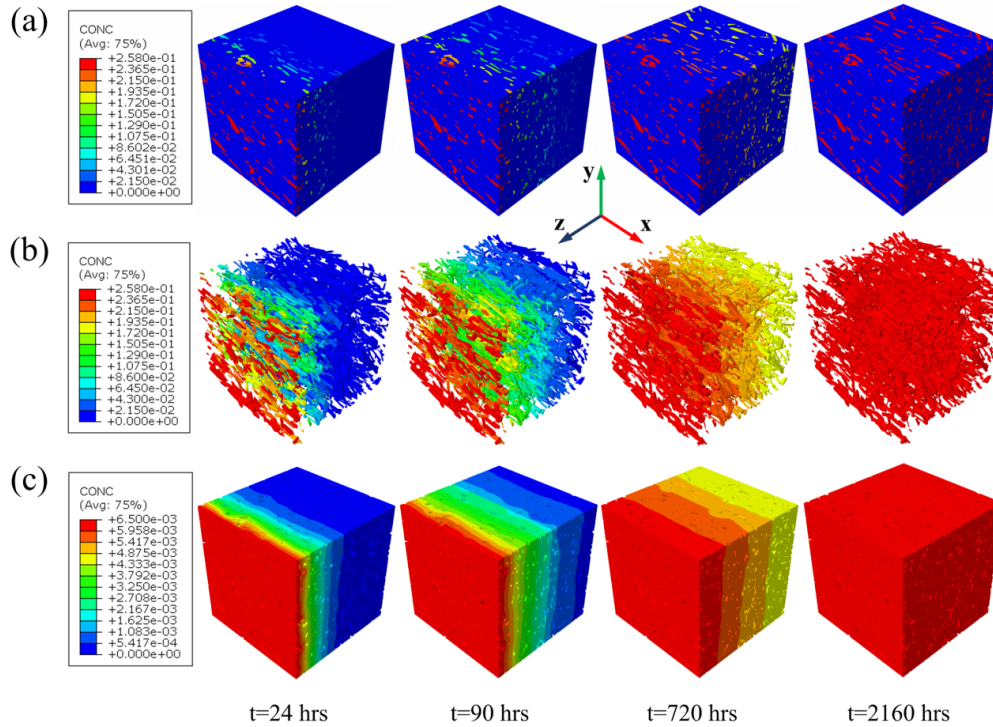 (a)
CONC
(Avg: 75%)
+2.580e-01
+2.365e-01
+2.150e-01
+1.935e-01
+1.720e-01
+1.505e-01
+1.290e-01
+1.075e-01
+8.602e-02
+6.451e-02
+4.301e-02
+2.150e-02
+0.000e+00
y
z
x
(b)
CONC
(Avg: 75%)
+2.580e-01
+2.365e-01
+2.150e-01
+1.935e-01
+1.720e-01
+1.505e-01
+1.290e-01
+1.075e-01
+8.600e-02
+6.450e-02
+4.300e-02
+2.150e-02
+0.000e+00
(c)
CONC
(Avg: 75%)
+6.500e-03
+5.958e-03
+5.417e-03
+4.875e-03
+4.333e-03
+3.792e-03
+3.250e-03
+2.708e-03
+2.167e-03
+1.625e-03
+1.083e-03
+5.417e-04
+0.000e+00
t=24 hrs
t=90 hrs
t=720 hrs
t=2160 hrs